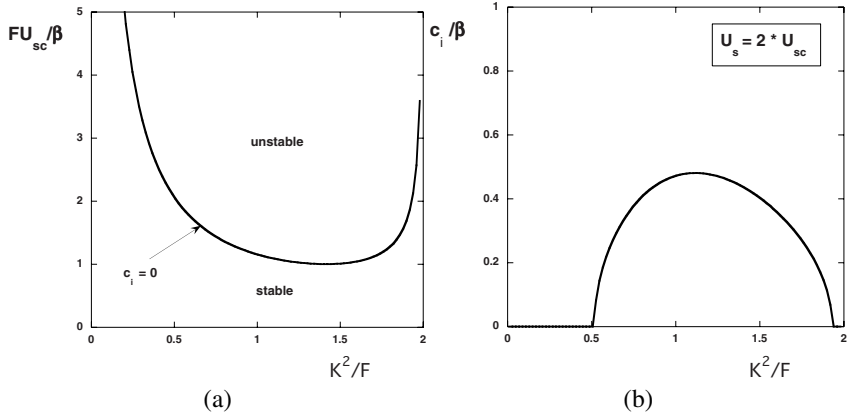 FU_sc/β
5
4
3
2
1
0
unstable
c_i = 0
stable
0
0.5
1
1.5
2
K^2/F
(a)
c_i/β
1
0.8
0.6
0.4
0.2
0
U_s = 2 * U_sc
0
0.5
1
1.5
2
K^2/F
(b)